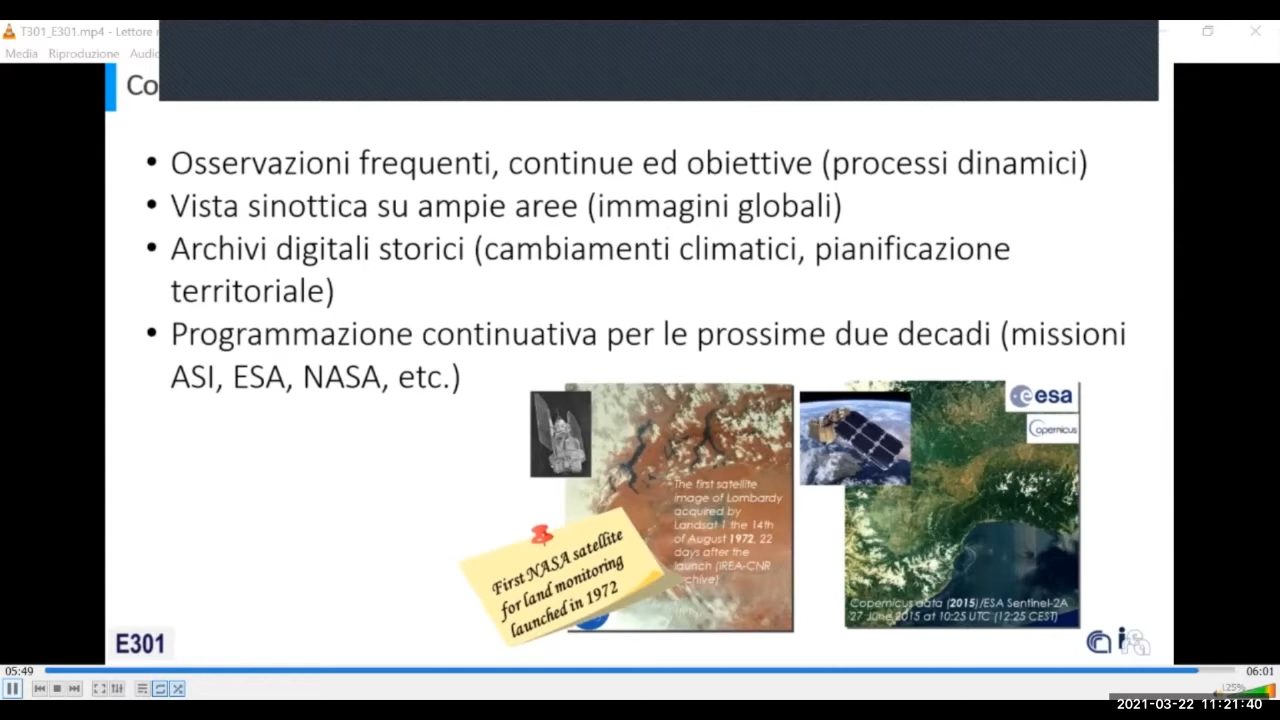 T301_E301.mp4 - Lettore
Media Riproduzione Audio
Co
• Osservazioni frequenti, continue ed obiettive (processi dinamici)
• Vista sinottica su ampie aree (immagini globali)
• Archivi digitali storici (cambiamenti climatici, pianificazione
territoriale)
• Programmazione continuativa per le prossime due decadi (missioni
ASI, ESA, NASA, etc.)
The first satellite
image of Lombardy
acquired by
Landsat 1 the 14th
of August 1972, 22
days after the
launch (IREA-CNR
archive)
First NASA satellite
for land monitoring
launched in 1972
esa
opernicus
Copernicus data (2015)/ESA Sentinel-2A
27 June 2015 at 10:25 UTC (12:25 CEST)
E301
05:49
06:01
125%
2021-03-22 11:21:40